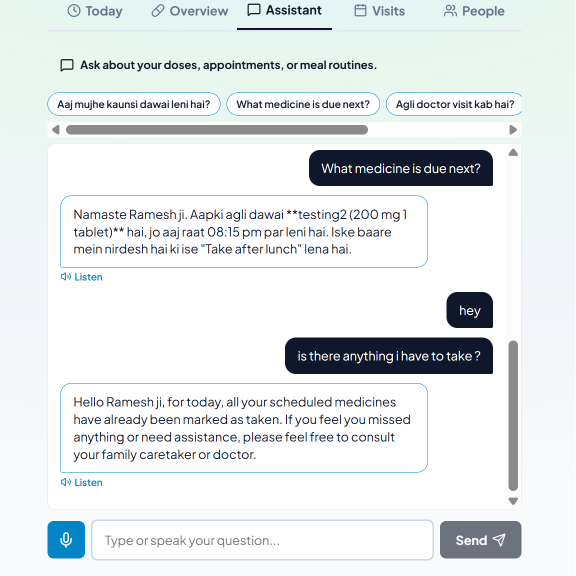 Today Overview Assistant Visits People
Ask about your doses, appointments, or meal routines.
Aaj mujhe kaunsi dawai leni hai? What medicine is due next? Agli doctor visit kab hai?
What medicine is due next?
Namaste Ramesh ji. Aapki agli dawai **testing2 (200 mg 1
tablet)** hai, jo aaj raat 08:15 pm par leni hai. Iske baare
mein nirdesh hai ki ise "Take after lunch" lena hai.
Listen
hey
is there anything i have to take ?
Hello Ramesh ji, for today, all your scheduled medicines
have already been marked as taken. If you feel you missed
anything or need assistance, please feel free to consult
your family caretaker or doctor.
Listen
Type or speak your question...
Send